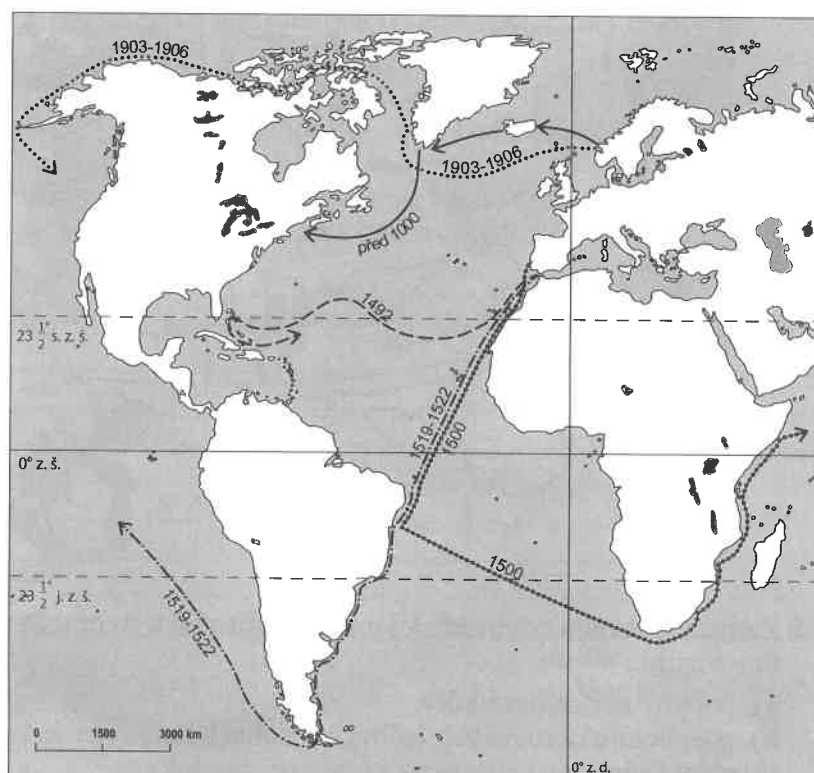 1903-1906
1903-1906
před 1000
1492
23 1/2° s. z. š.
1519-1522
1500
0° z. š.
1500
23 1/2° j. z. š.
1519-1522
0 1500 3000 km
0° z. d.